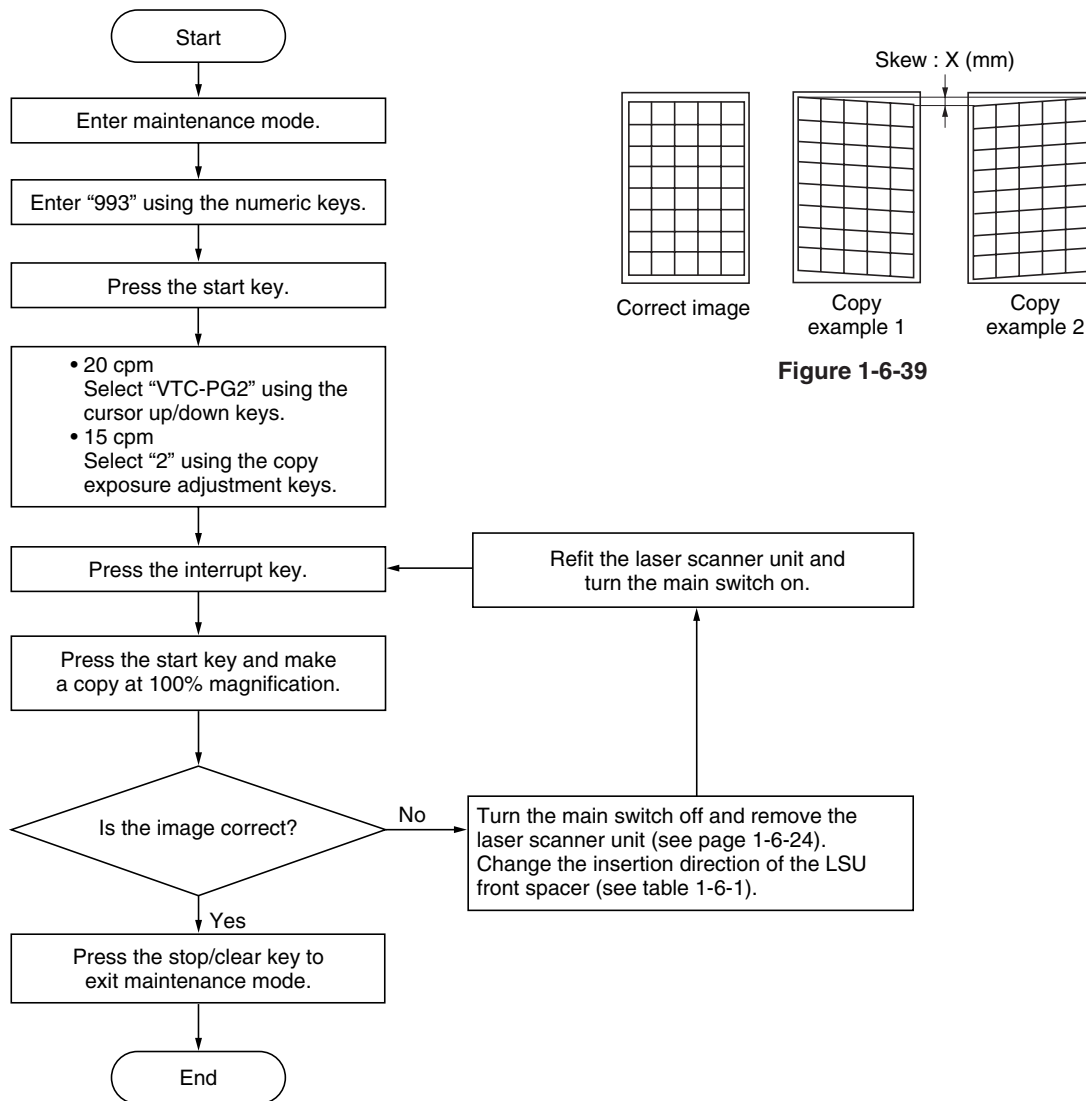 Start
Enter maintenance mode.
Enter “993” using the numeric keys.
Press the start key.
• 20 cpm
Select “VTC-PG2” using the
cursor up/down keys.
• 15 cpm
Select “2” using the copy
exposure adjustment keys.
Press the interrupt key.
Press the start key and make
a copy at 100% magnification.
Is the image correct?
No
Yes
Turn the main switch off and remove the
laser scanner unit (see page 1-6-24).
Change the insertion direction of the LSU
front spacer (see table 1-6-1).
Refit the laser scanner unit and
turn the main switch on.
Press the stop/clear key to
exit maintenance mode.
End
Skew : X (mm)
Correct image
Copy
example 1
Copy
example 2
Figure 1-6-39